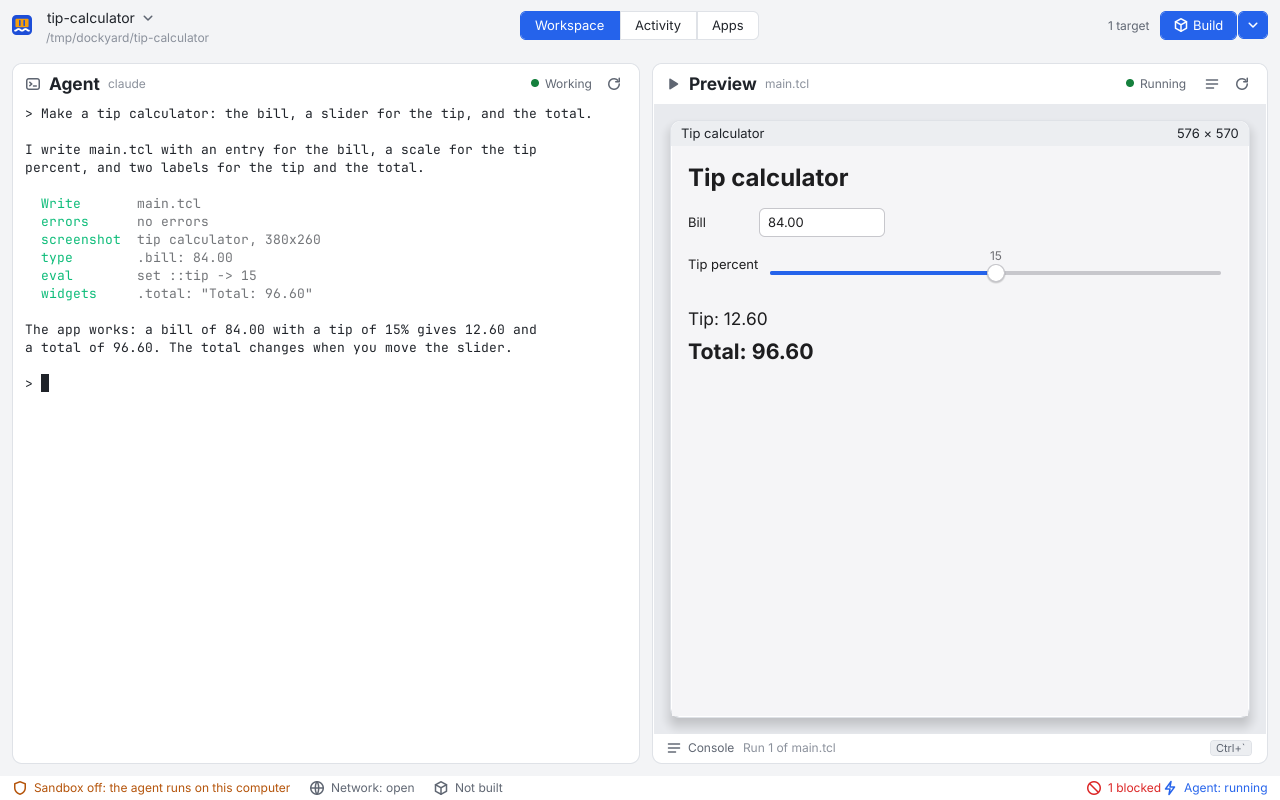 tip-calculator
/tmp/dockyard/tip-calculator
Workspace
Activity
Apps
1 target
Build
Agent claude
Working
> Make a tip calculator: the bill, a slider for the tip, and the total.
I write main.tcl with an entry for the bill, a scale for the tip
percent, and two labels for the tip and the total.
Write main.tcl
errors no errors
screenshot tip calculator, 380x260
type .bill: 84.00
eval set ::tip -> 15
widgets .total: "Total: 96.60"
The app works: a bill of 84.00 with a tip of 15% gives 12.60 and
a total of 96.60. The total changes when you move the slider.
>
Preview main.tcl
Running
Tip calculator 576 × 570
Tip calculator
Bill 84.00
15
Tip percent
Tip: 12.60
Total: 96.60
Console Run 1 of main.tcl Ctrl+`
Sandbox off: the agent runs on this computer
Network: open
Not built
1 blocked
Agent: running